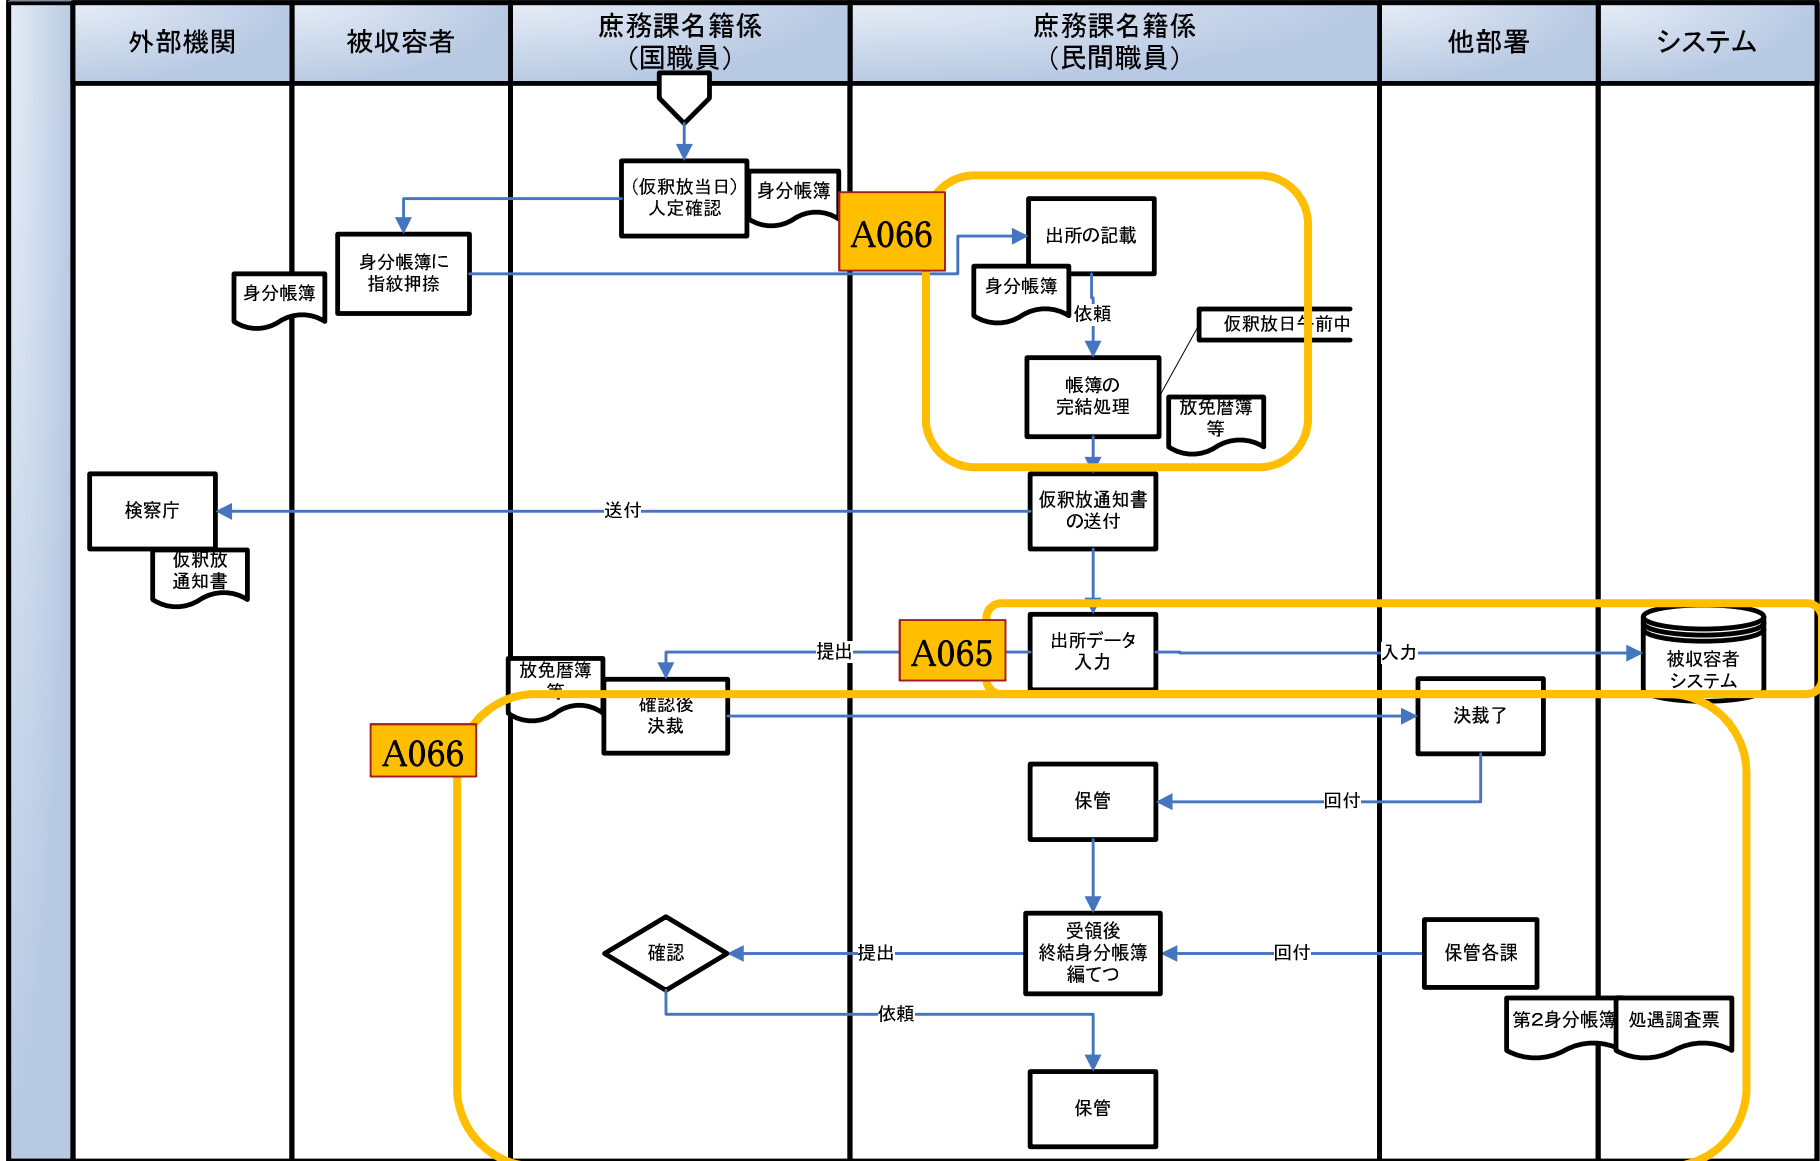 外部機関
被収容者
庶務課名籍係
（国職員）
庶務課名籍係
（民間職員）
他部署
システム
（仮釈放当日）
人定確認
身分帳簿
A066
出所の記載
身分帳簿に
指紋押捺
身分帳簿
身分帳簿
依頼
仮釈放日午前中
帳簿の
完結処理
放免暦簿
等
検察庁
送付
仮釈放通知書
の送付
仮釈放
通知書
提出
A065
出所データ
入力
入力
被収容者
システム
放免暦簿
等
確認後
決裁
決裁了
A066
保管
回付
確認
提出
受領後
終結身分帳簿
編てつ
回付
保管各課
依頼
第2身分帳簿
処遇調査票
保管